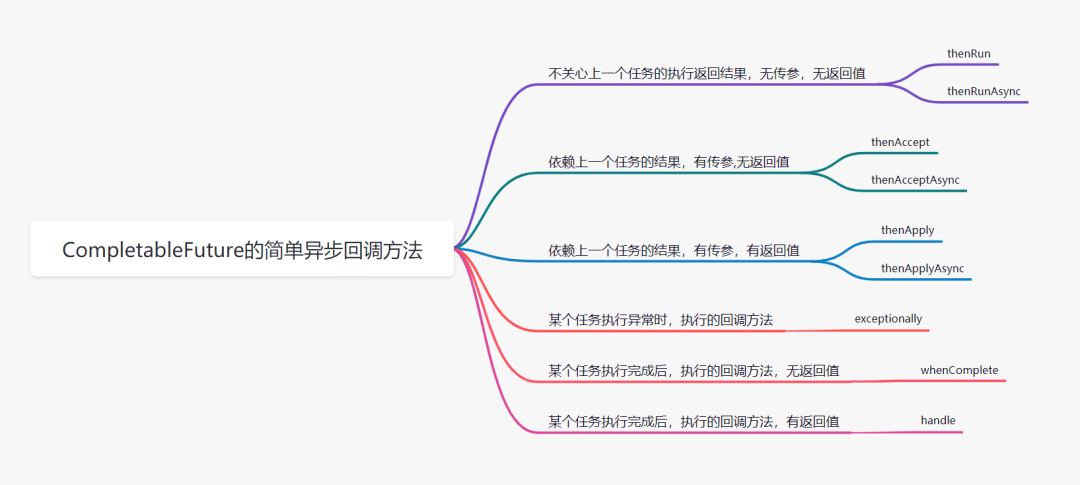 CompletableFuture的简单异步回调方法
不关心上一个任务的执行返回结果，无传参，无返回值
thenRun
thenRunAsync
依赖上一个任务的结果，有传参,无返回值
thenAccept
thenAcceptAsync
依赖上一个任务的结果，有传参，有返回值
thenApply
thenApplyAsync
某个任务执行异常时，执行的回调方法
exceptionally
某个任务执行完成后，执行的回调方法，无返回值
whenComplete
某个任务执行完成后，执行的回调方法，有返回值
handle